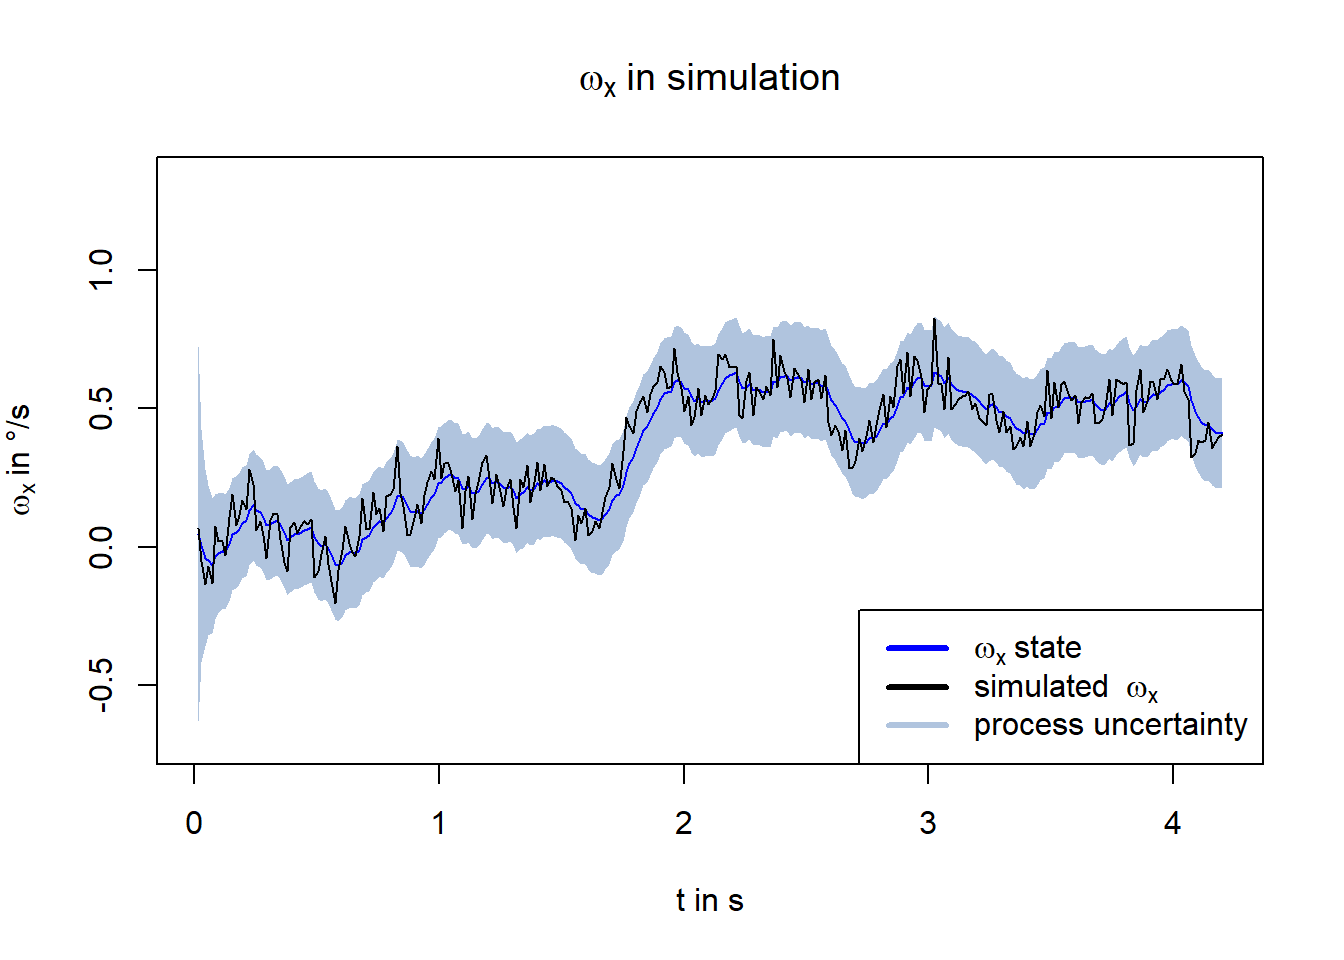 ωx in simulation
ωx in °/s
1.0
0.5
0.0
-0.5
ωx state
simulated ωx
process uncertainty
0 1 2 3 4
t in s